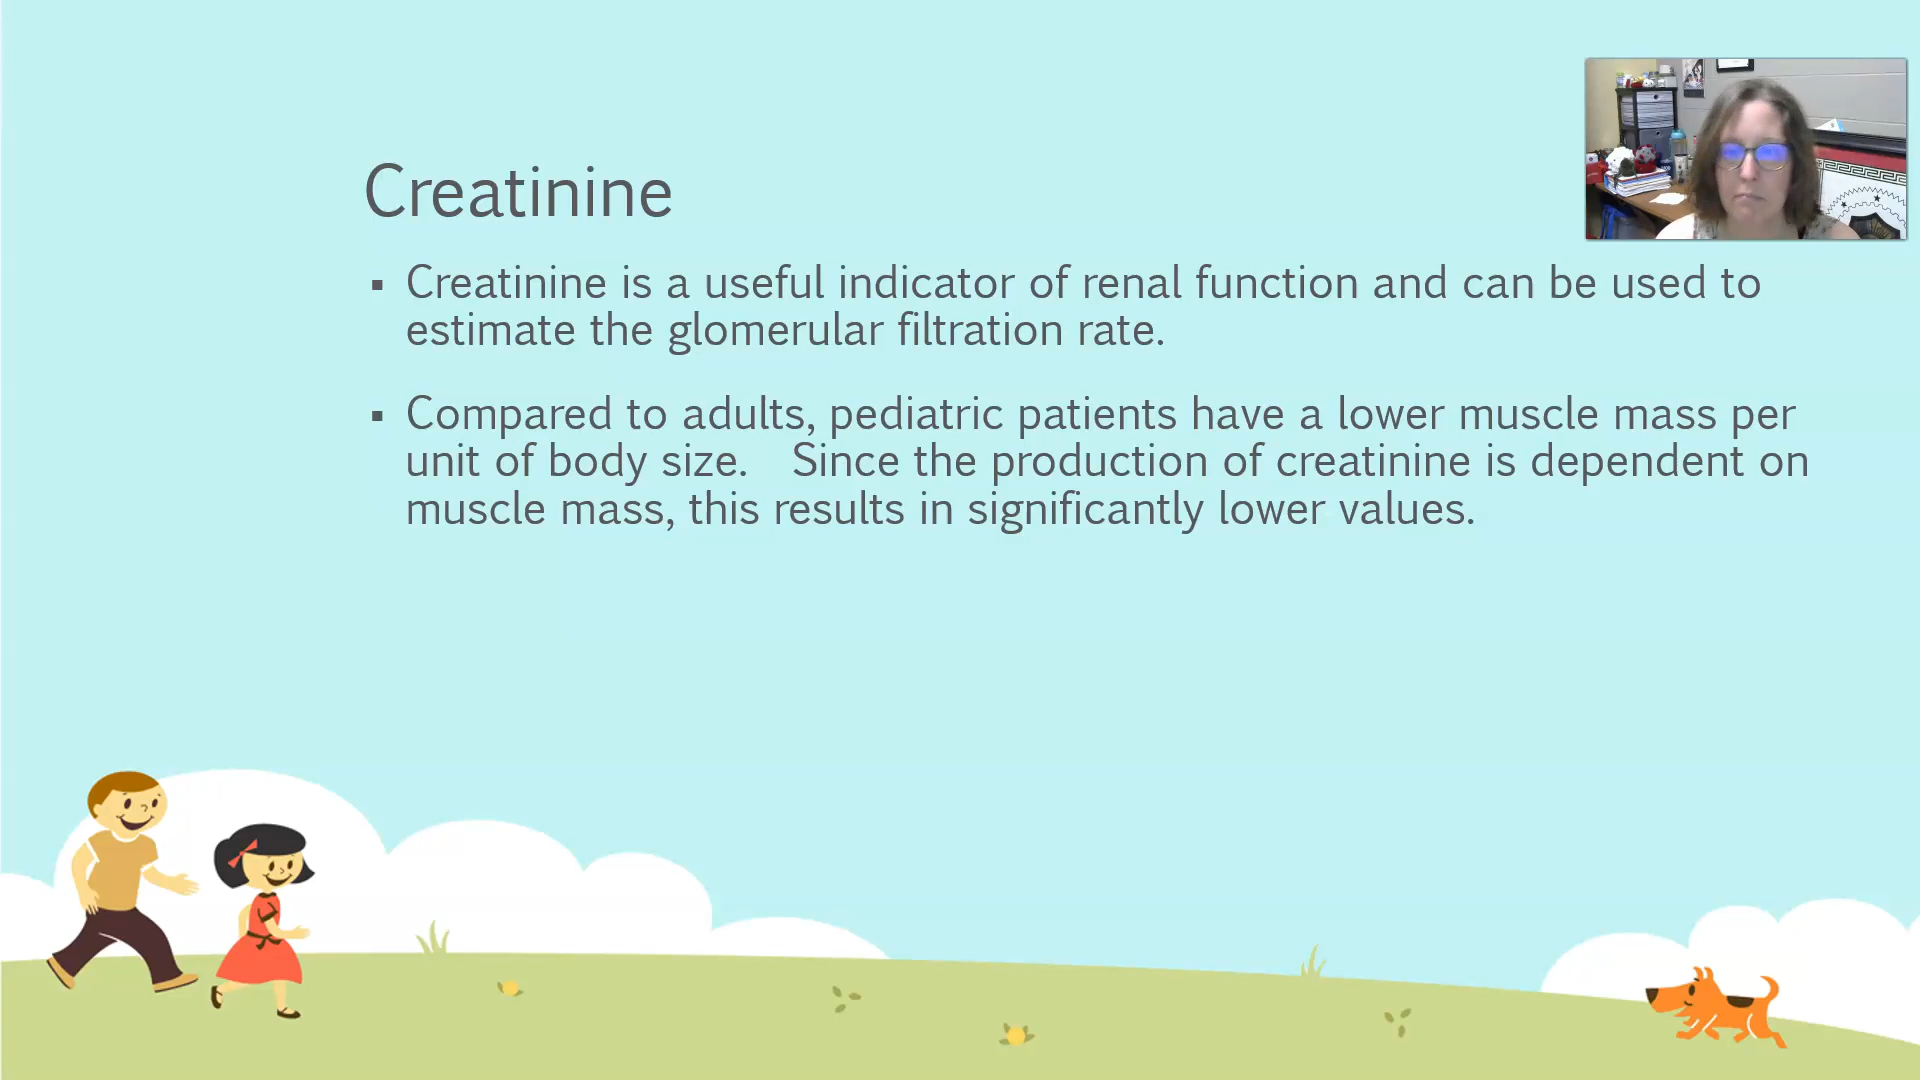 Creatinine
▪ Creatinine is a useful indicator of renal function and can be used to
estimate the glomerular filtration rate.
▪ Compared to adults, pediatric patients have a lower muscle mass per
unit of body size. Since the production of creatinine is dependent on
muscle mass, this results in significantly lower values.